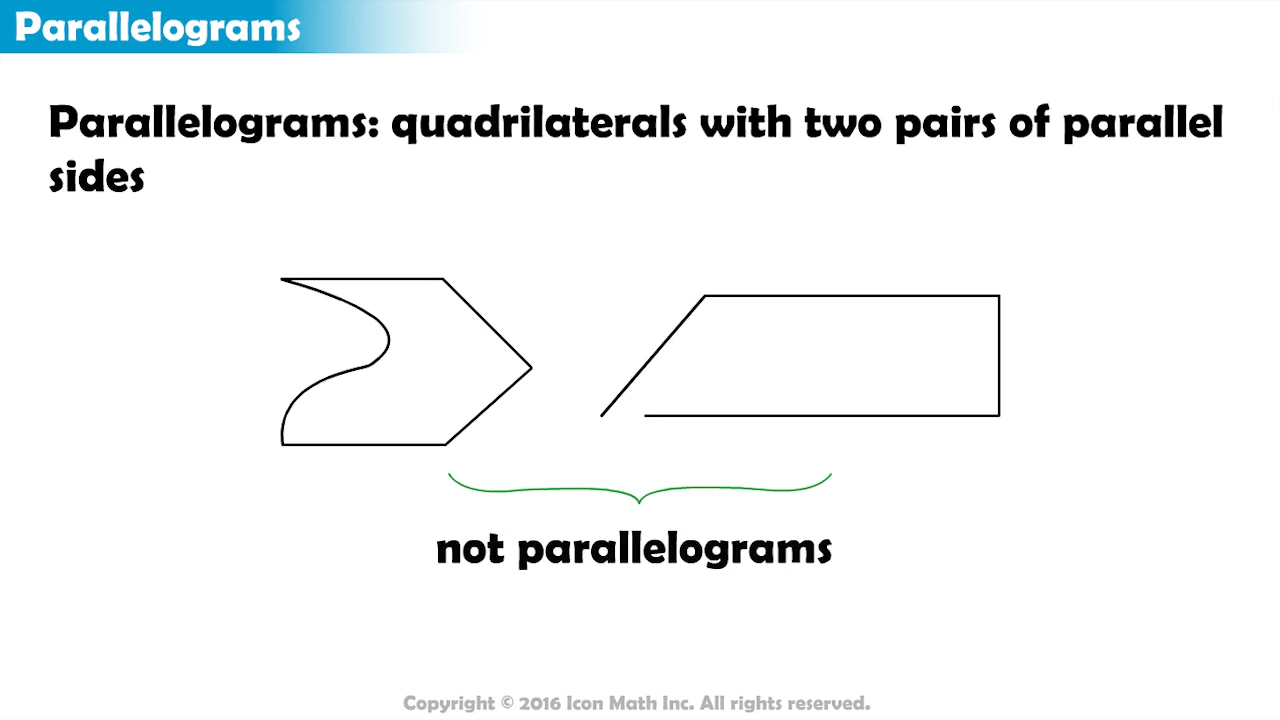 Parallelograms
Parallelograms: quadrilaterals with two pairs of parallel
sides
not parallelograms
Copyright © 2016 Icon Math Inc. All rights reserved.